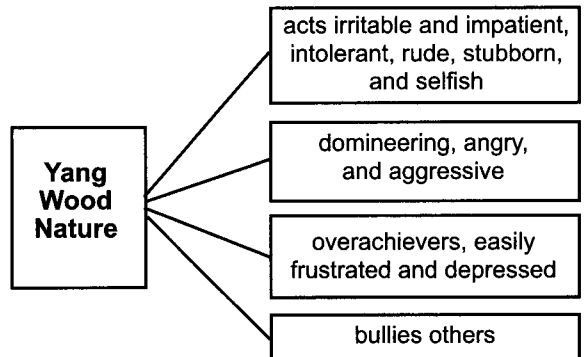 Yang
Wood
Nature
acts irritable and impatient,
intolerant, rude, stubborn,
and selfish
domineering, angry,
and aggressive
overachievers, easily
frustrated and depressed
bullies others